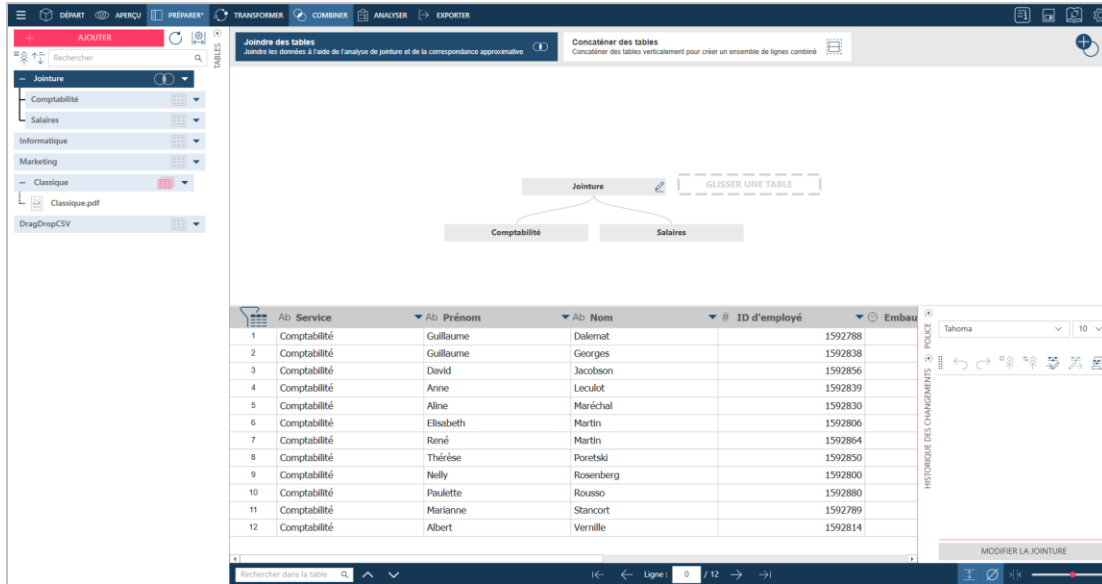 DÉPART APERÇU PRÉPARER* TRANSFORMER COMBINER ANALYSER EXPORTER
AJOUTER
Rechercher
TABLES
Jointure
Comptabilité
Salaires
Informatique
Marketing
Classique
Classique.pdf
DragDropCSV
Joindre des tables
Joindre les données à l'aide de l'analyse de jointure et de la correspondance approximative
Concaténer des tables
Concaténer des tables verticalement pour créer un ensemble de lignes combiné
Jointure GLISSER UNE TABLE
Comptabilité Salaires
Ab Service Ab Prénom Ab Nom # ID d'employé Embau
1 Comptabilité Guillaume Dalemat 1592788
2 Comptabilité Guillaume Georges 1592838
3 Comptabilité David Jacobson 1592856
4 Comptabilité Anne Leculot 1592839
5 Comptabilité Aline Maréchal 1592830
6 Comptabilité Elisabeth Martin 1592806
7 Comptabilité René Martin 1592864
8 Comptabilité Thérèse Poretski 1592850
9 Comptabilité Nelly Rosenberg 1592800
10 Comptabilité Paulette Rousso 1592880
11 Comptabilité Marianne Stancort 1592789
12 Comptabilité Albert Vernille 1592814
Rechercher dans la table Ligne : 0 / 12
POLICE
Tahoma 10
HISTORIQUE DES CHANGEMENTS
MODIFIER LA JOINTURE